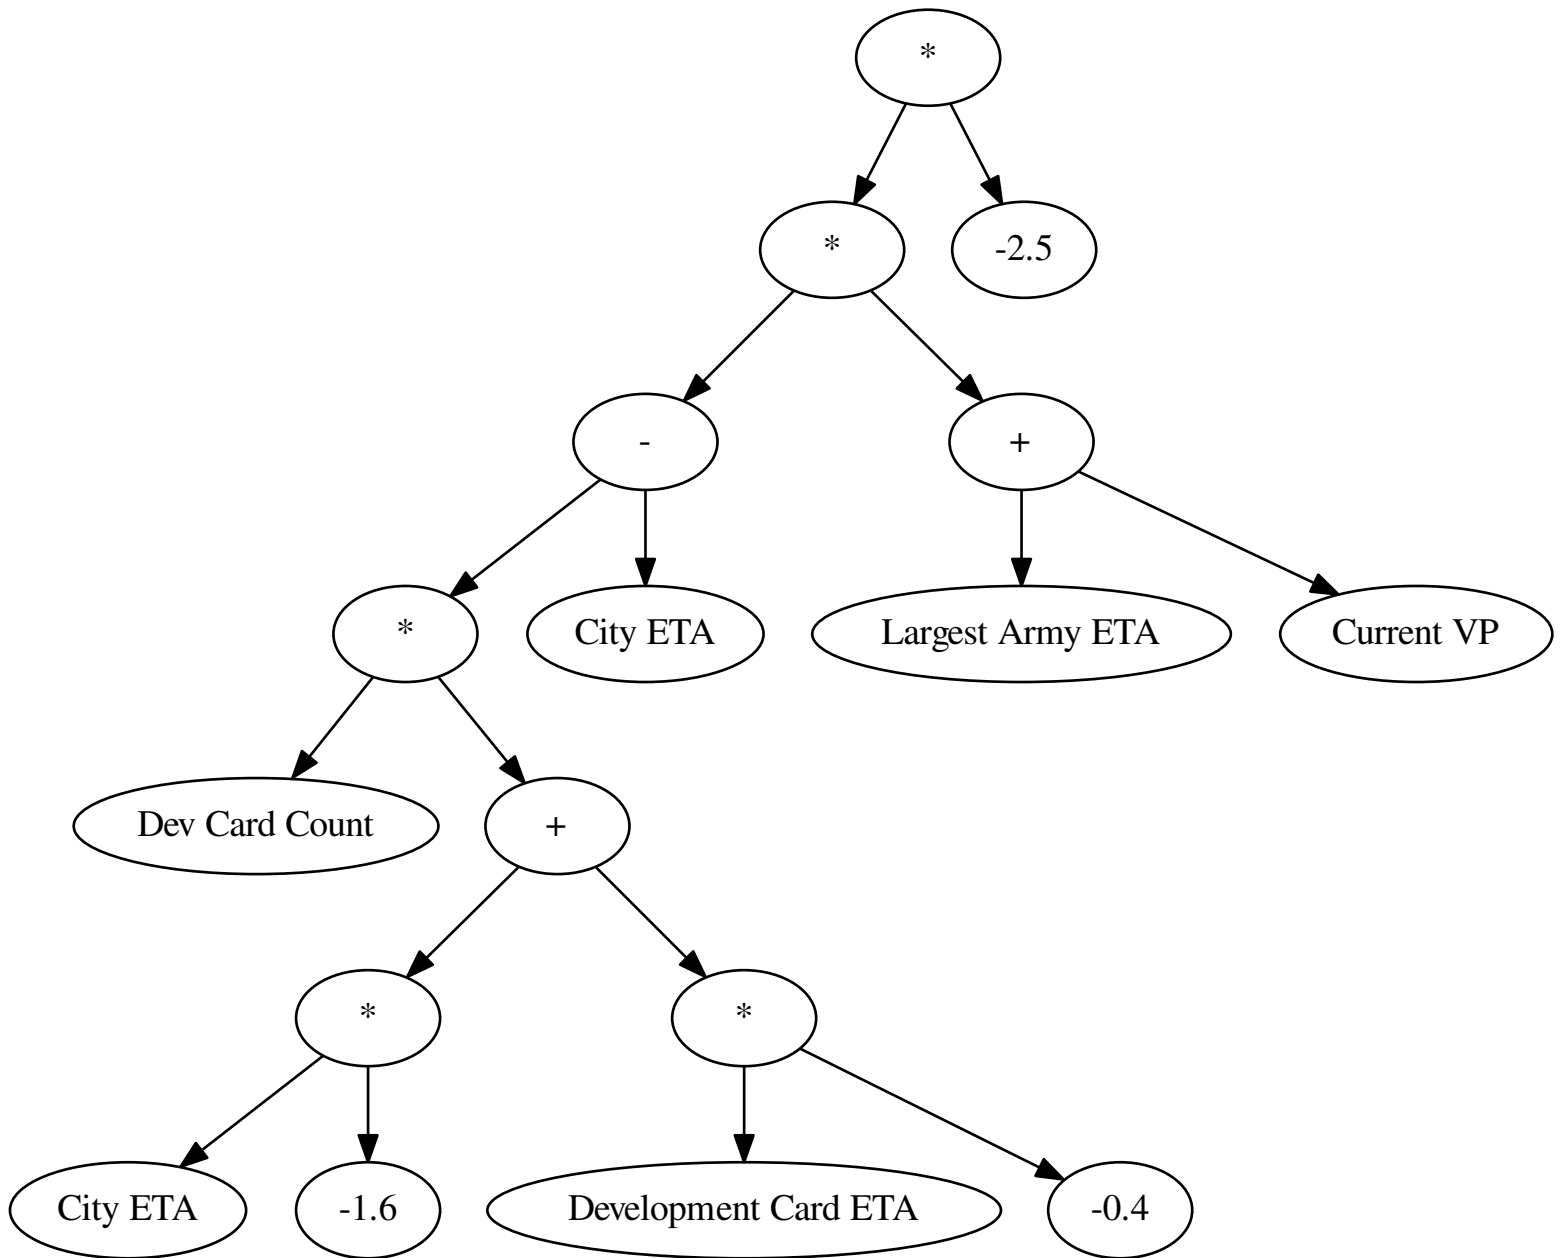 *
* -2.5
- +
* City ETA Largest Army ETA Current VP
Dev Card Count +
* *
City ETA -1.6 Development Card ETA -0.4